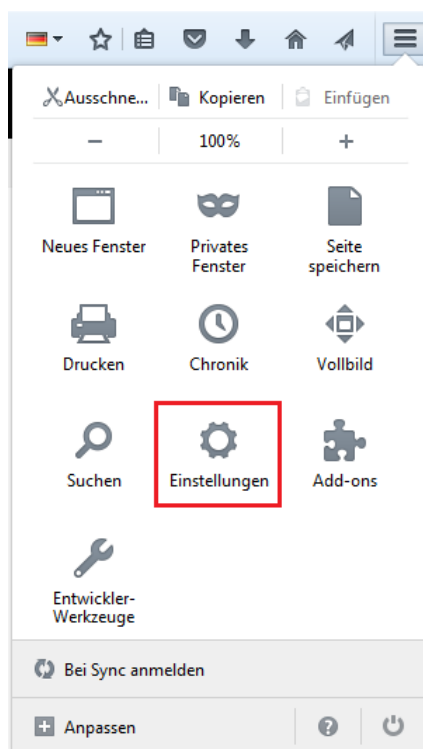 Ausschne... Kopieren Einfügen
− 100% +
Neues Fenster Privates Fenster Seite speichern
Drucken Chronik Vollbild
Suchen Einstellungen Add-ons
Entwickler-
Werkzeuge
Bei Sync anmelden
Anpassen